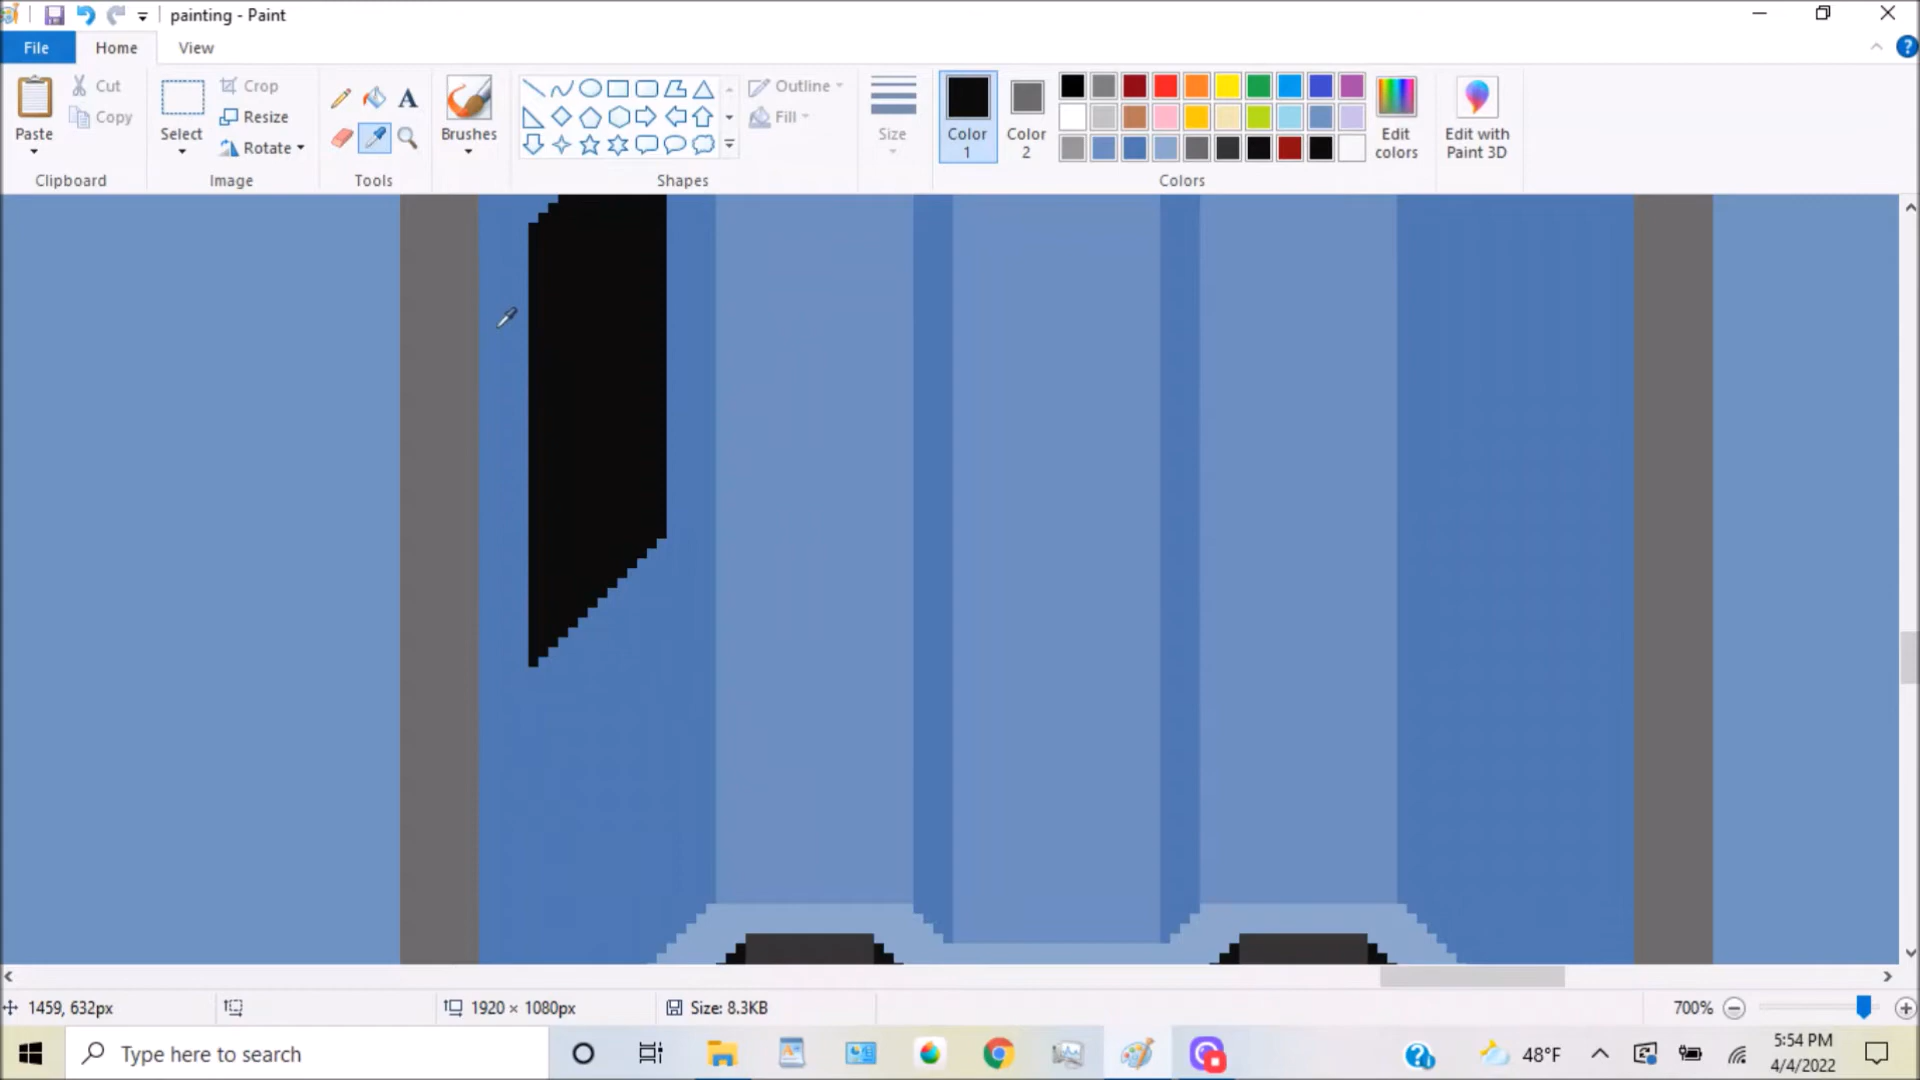 painting - Paint
File Home View
Paste
Cut
Copy
Clipboard
Select
Crop
Resize
Rotate
Image
A
Tools
Brushes
Shapes
Outline
Fill
Size
Color 1
Color 2
Edit colors
Colors
Edit with Paint 3D
?
1459, 632px
1920 × 1080px
Size: 8.3KB
700%
Type here to search
?
48°F
5:54 PM
4/4/2022